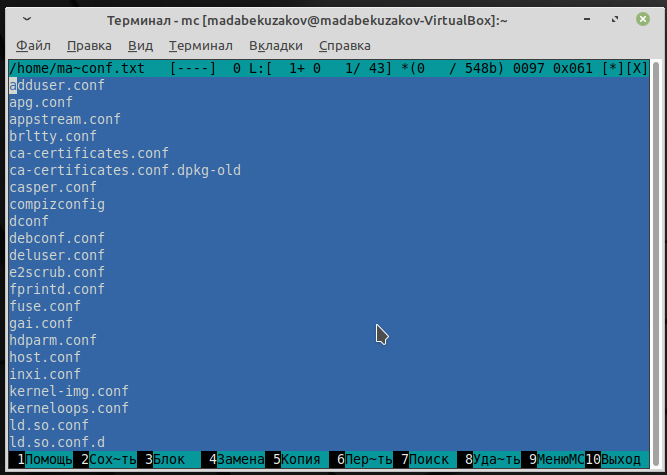 Терминал - mc [madabekuzakov@madabekuzakov-VirtualBox]:~
Файл Правка Вид Терминал Вкладки Справка
/home/ma~conf.txt [----] 0 L:[ 1+ 0 1/ 43] *(0 / 548b) 0097 0x061 [*][X]
adduser.conf
apg.conf
appstream.conf
brltty.conf
ca-certificates.conf
ca-certificates.conf.dpkg-old
casper.conf
compizconfig
dconf
debconf.conf
deluser.conf
e2scrub.conf
fprintd.conf
fuse.conf
gai.conf
hdparm.conf
host.conf
inxi.conf
kernel-img.conf
kerneloops.conf
ld.so.conf
ld.so.conf.d
1Помощь 2Сох~ть 3Блок 4Замена 5Копия 6Пер~ть 7Поиск 8Уда~ть 9МенюMC 10Выход